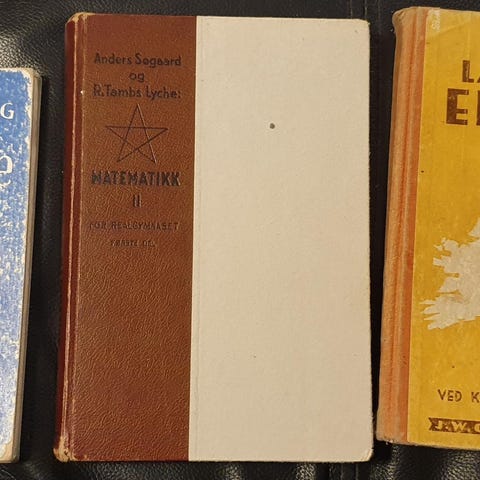 G
Anders Søgaard
og
R. Tambs Lyche:
MATEMATIKK
II
FOR REALGYMNASET
FØRSTE DEL
L
E
VED K
J.W.C